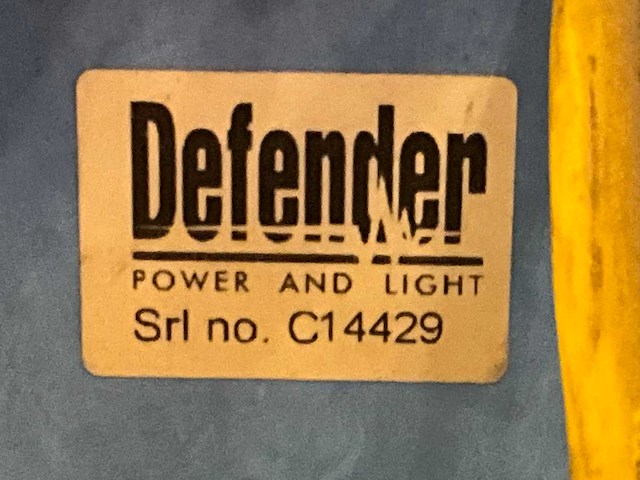 Defender
POWER AND LIGHT
Srl no. C14429